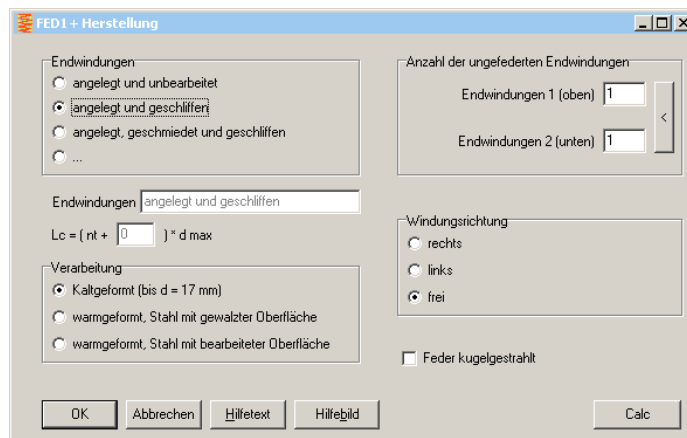 FED1+ Herstellung
Endwindungen
angelegt und unbearbeitet
angelegt und geschliffen
angelegt, geschmiedet und geschliffen
...
Endwindungen angelegt und geschliffen
Lc = ( nt + 0 ) * d max
Verarbeitung
Kaltgeformt (bis d = 17 mm)
warmgeformt, Stahl mit gewalzter Oberfläche
warmgeformt, Stahl mit bearbeiteter Oberfläche
Anzahl der ungefederten Endwindungen
Endwindungen 1 (oben) 1
<
Endwindungen 2 (unten) 1
Windungsrichtung
rechts
links
frei
Feder kugelgestrahlt
OK Abbrechen Hilfetext Hilfebild Calc